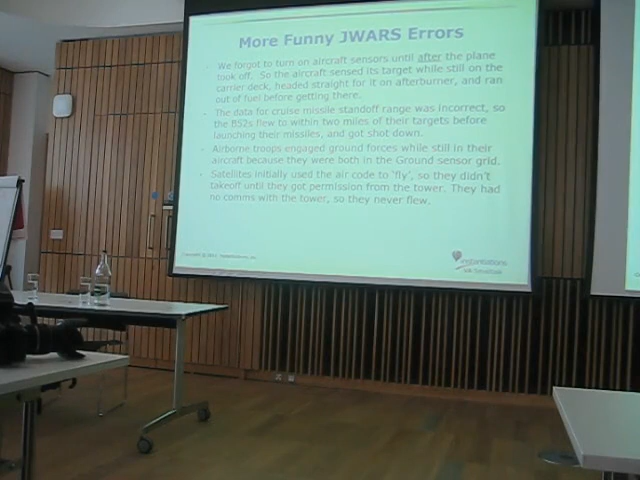 More Funny JWARS Errors
- We forgot to turn on aircraft sensors until after the plane
took off. So the aircraft sensed its target while still on the
carrier deck, headed straight for it on afterburner, and ran
out of fuel before getting there.
- The data for cruise missile standoff range was incorrect, so
the B52s flew to within two miles of their targets before
launching their missiles, and got shot down.
- Airborne troops engaged ground forces while still in their
aircraft because they were both in the Ground sensor grid.
- Satellites initially used the air code to 'fly', so they didn't
takeoff until they got permission from the tower. They had
no comms with the tower, so they never flew.
Copyright ©
instantiations